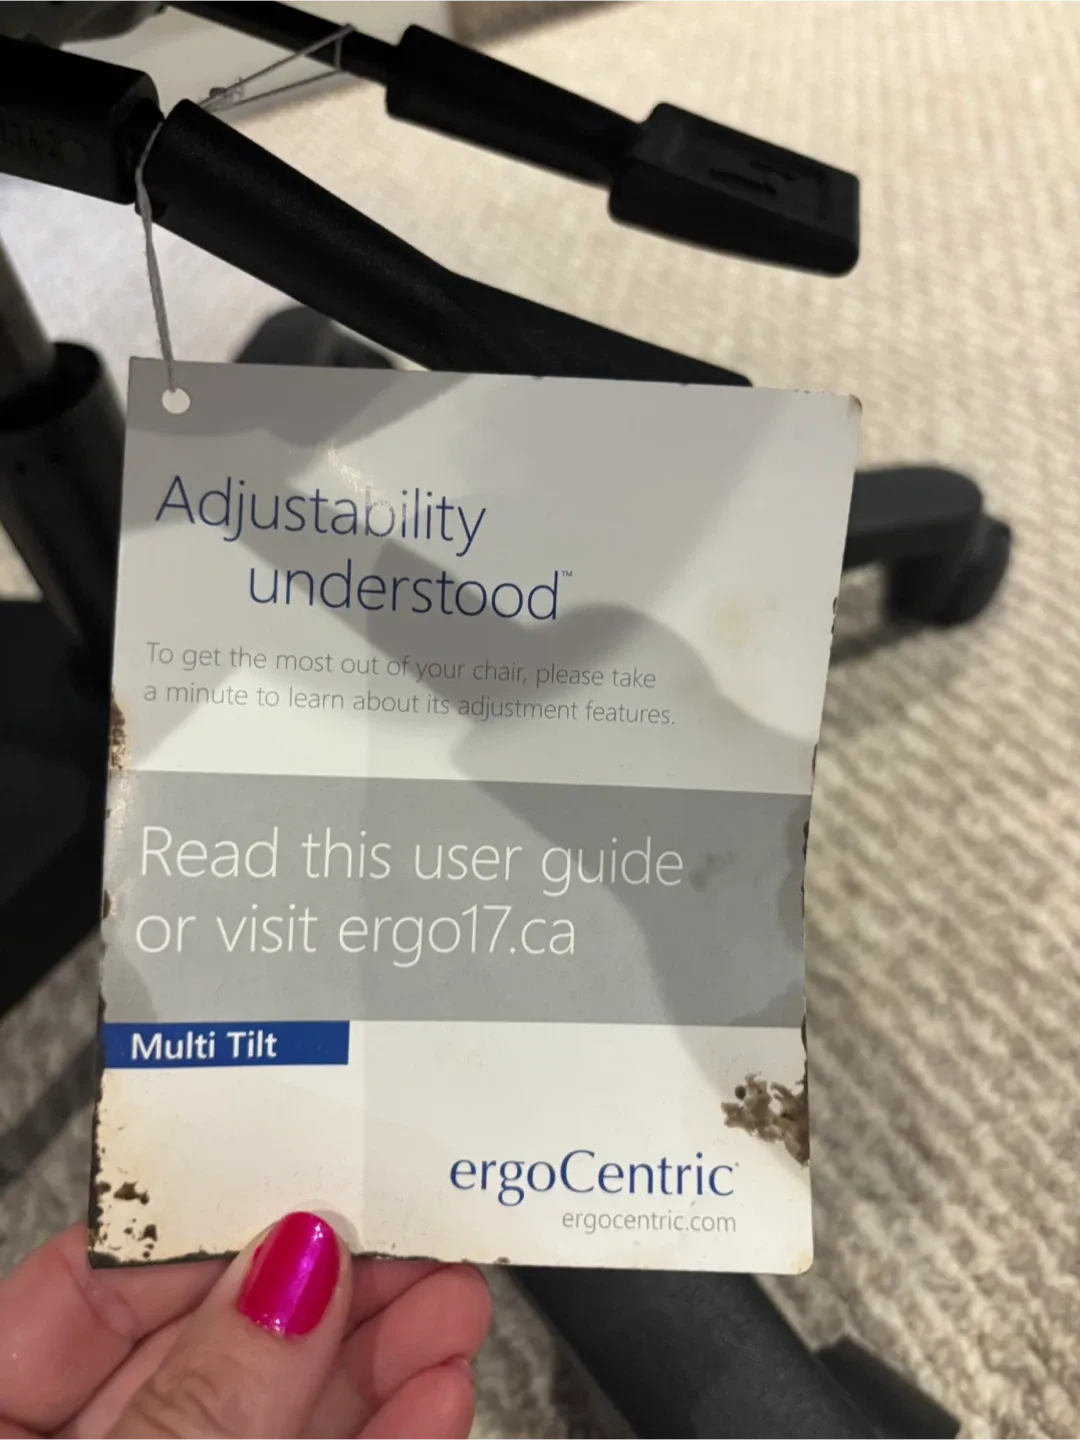 Adjustability
understood™
To get the most out of your chair, please take
a minute to learn about its adjustment features.
Read this user guide
or visit ergo17.ca
Multi Tilt
ergoCentric
ergocentric.com